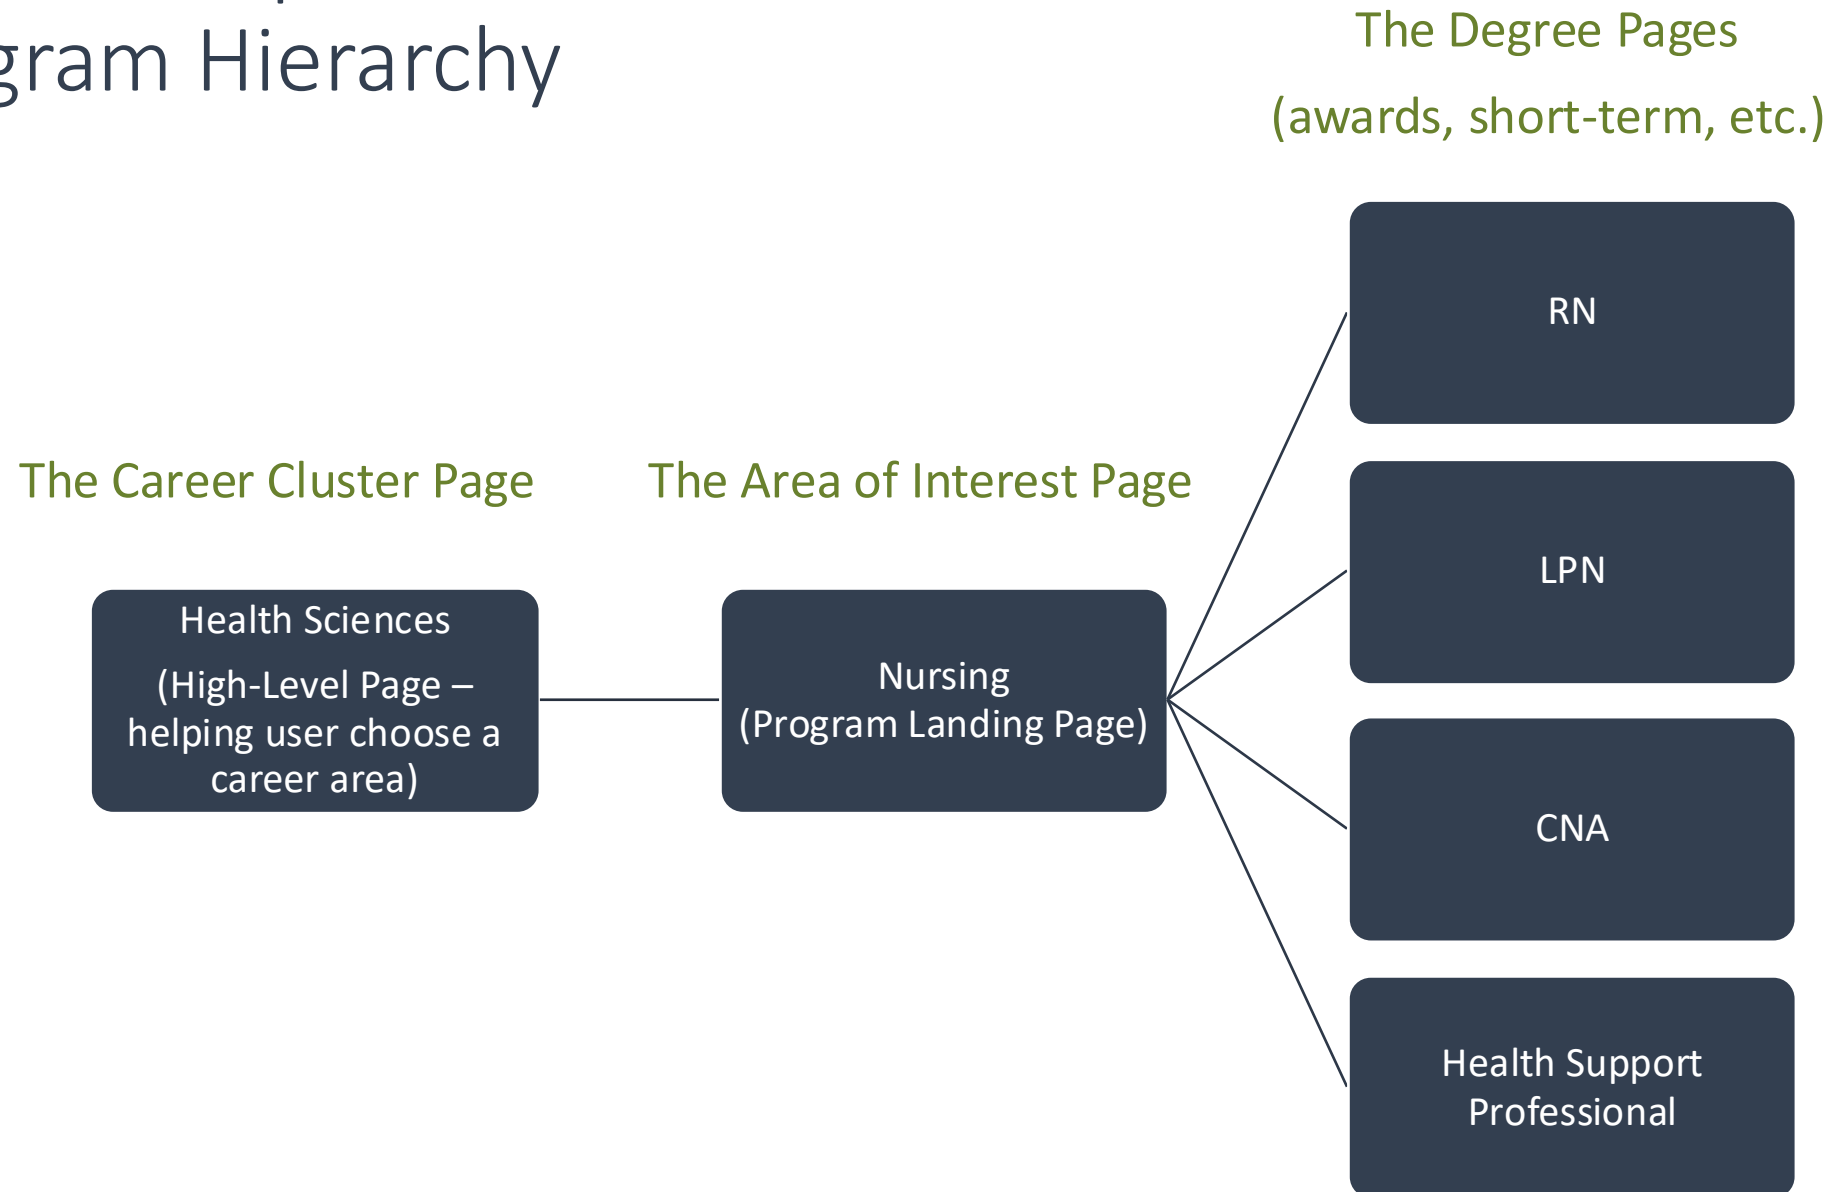 gram Hierarchy
The Degree Pages
(awards, short-term, etc.)
The Career Cluster Page
The Area of Interest Page
Health Sciences
(High-Level Page –
helping user choose a
career area)
Nursing
(Program Landing Page)
RN
LPN
CNA
Health Support
Professional